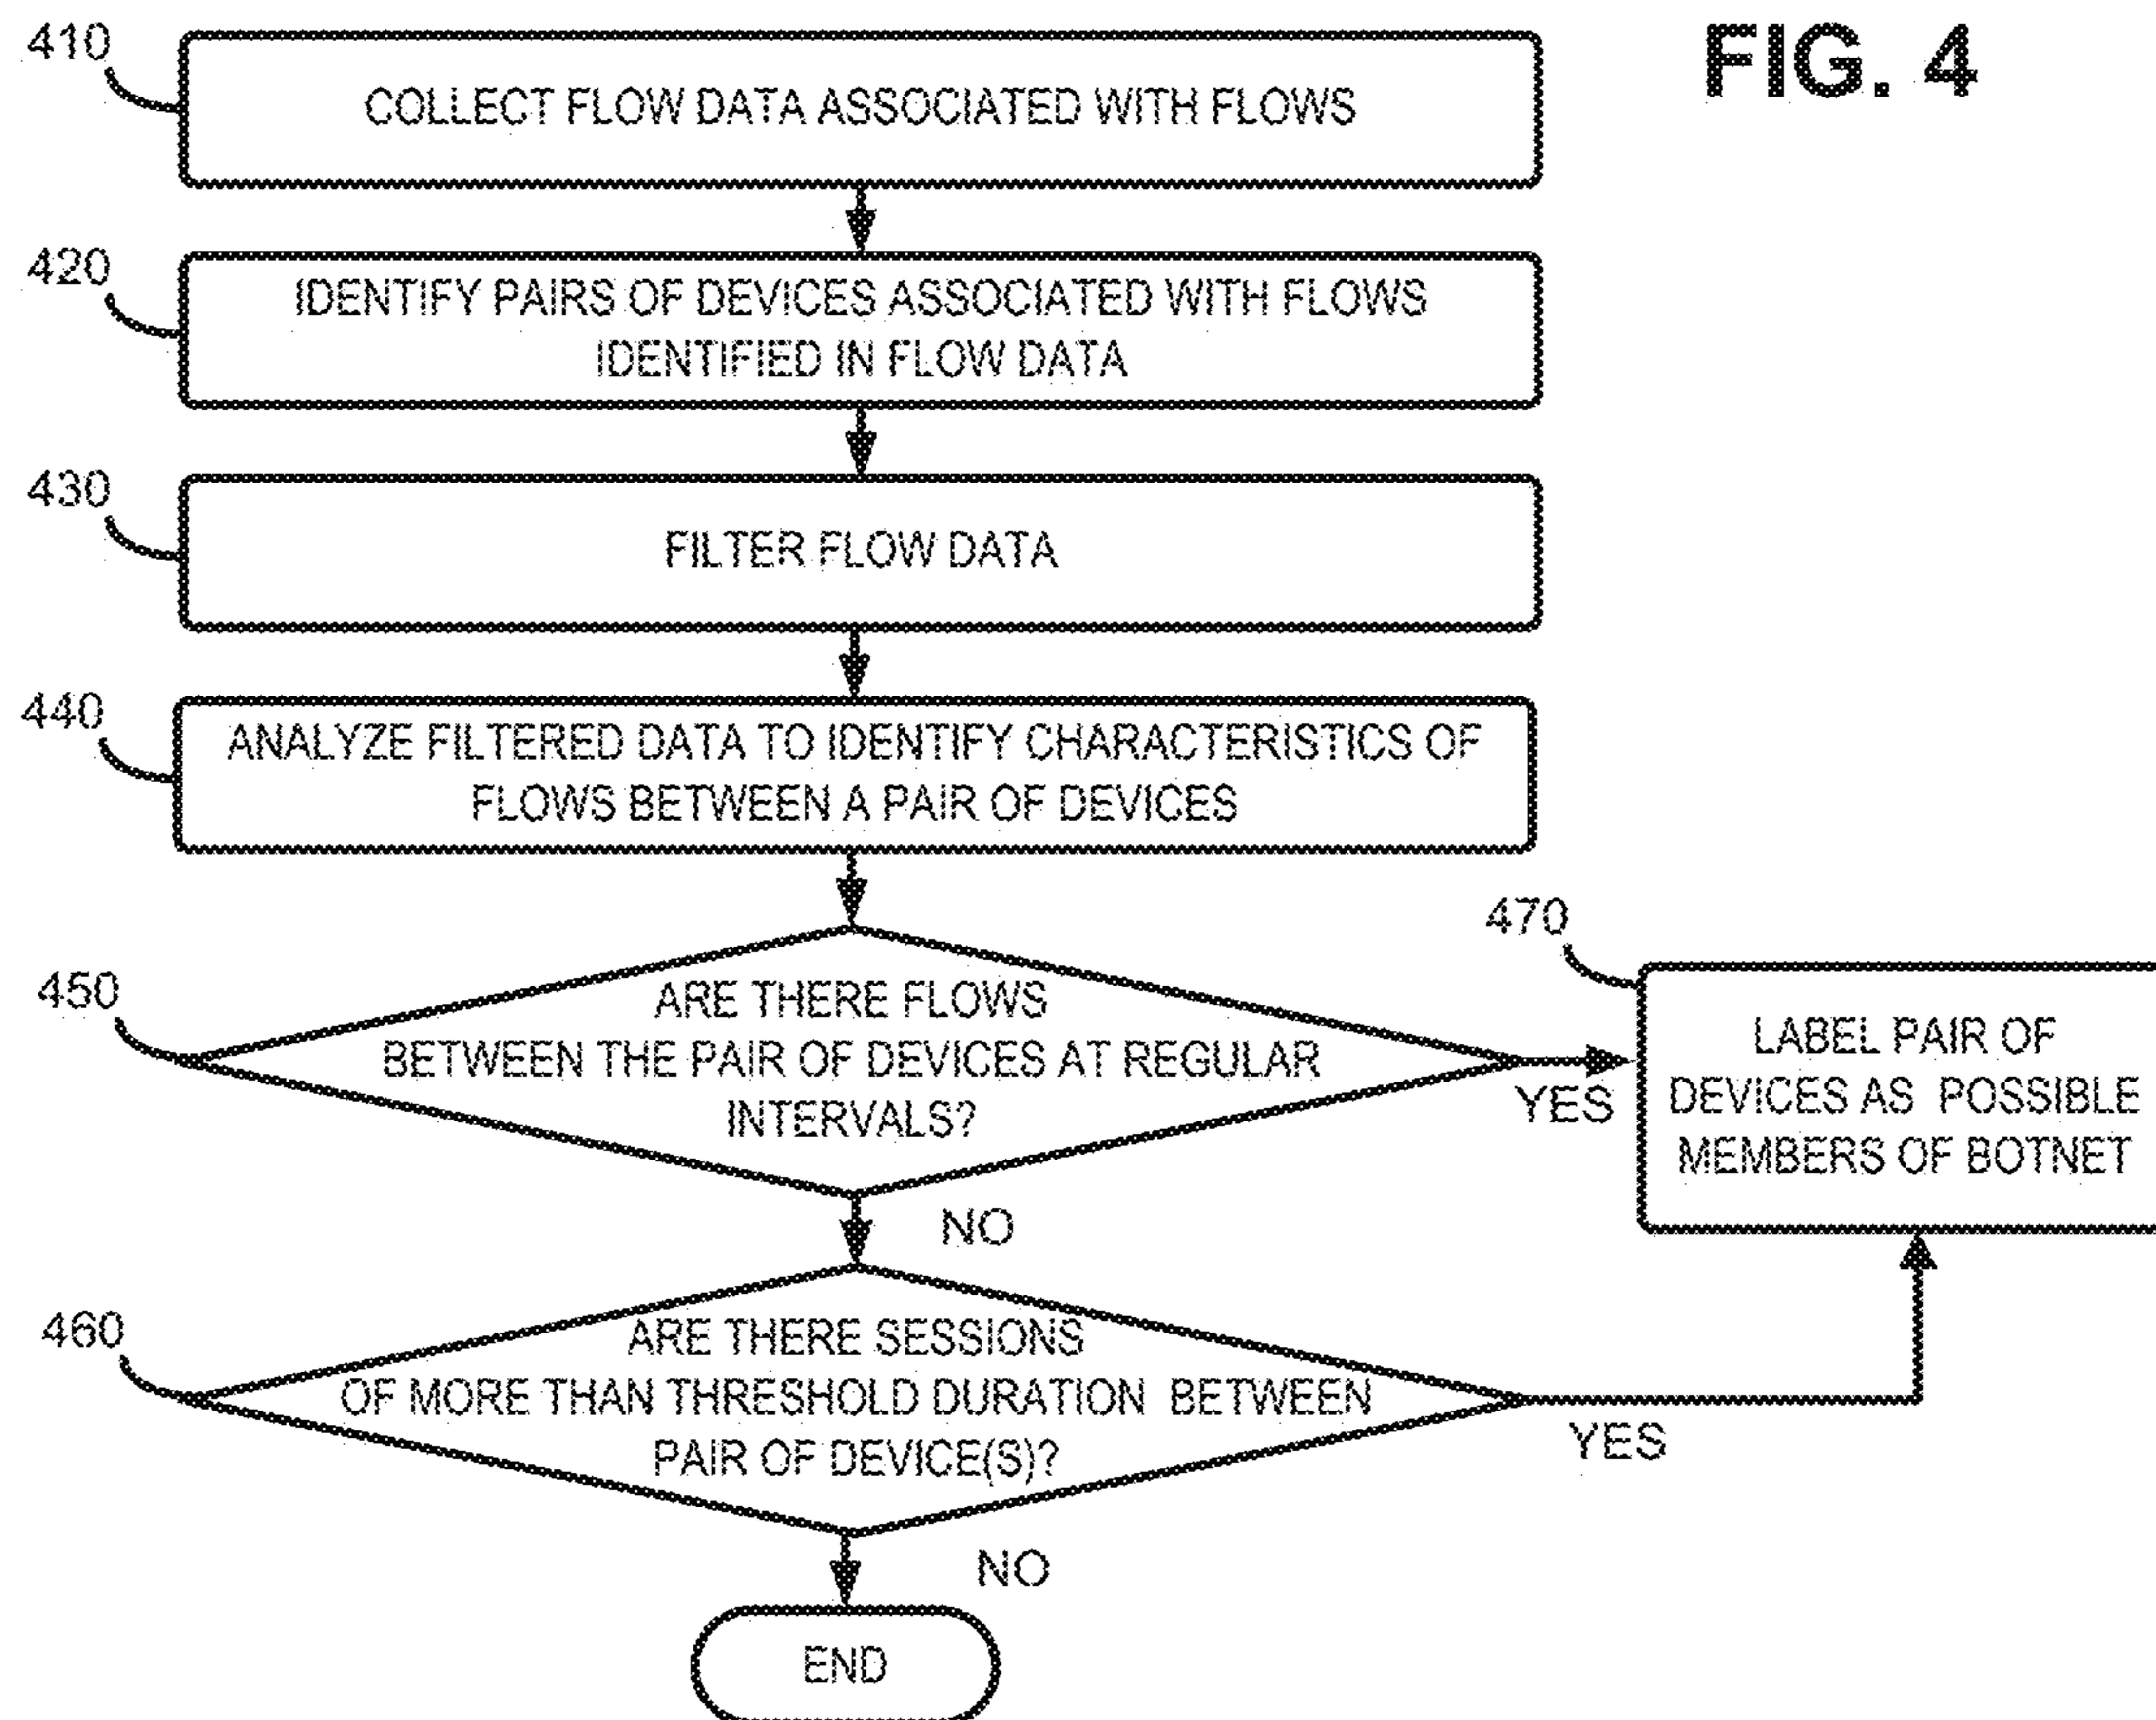 FIG. 4
410
COLLECT FLOW DATA ASSOCIATED WITH FLOWS
420
IDENTIFY PAIRS OF DEVICES ASSOCIATED WITH FLOWS
IDENTIFIED IN FLOW DATA
430
FILTER FLOW DATA
440
ANALYZE FILTERED DATA TO IDENTIFY CHARACTERISTICS OF
FLOWS BETWEEN A PAIR OF DEVICES
450
ARE THERE FLOWS
BETWEEN THE PAIR OF DEVICES AT REGULAR
INTERVALS?
YES
470
LABEL PAIR OF
DEVICES AS POSSIBLE
MEMBERS OF BOTNET
NO
460
ARE THERE SESSIONS
OF MORE THAN THRESHOLD DURATION BETWEEN
PAIR OF DEVICE(S)?
YES
NO
END